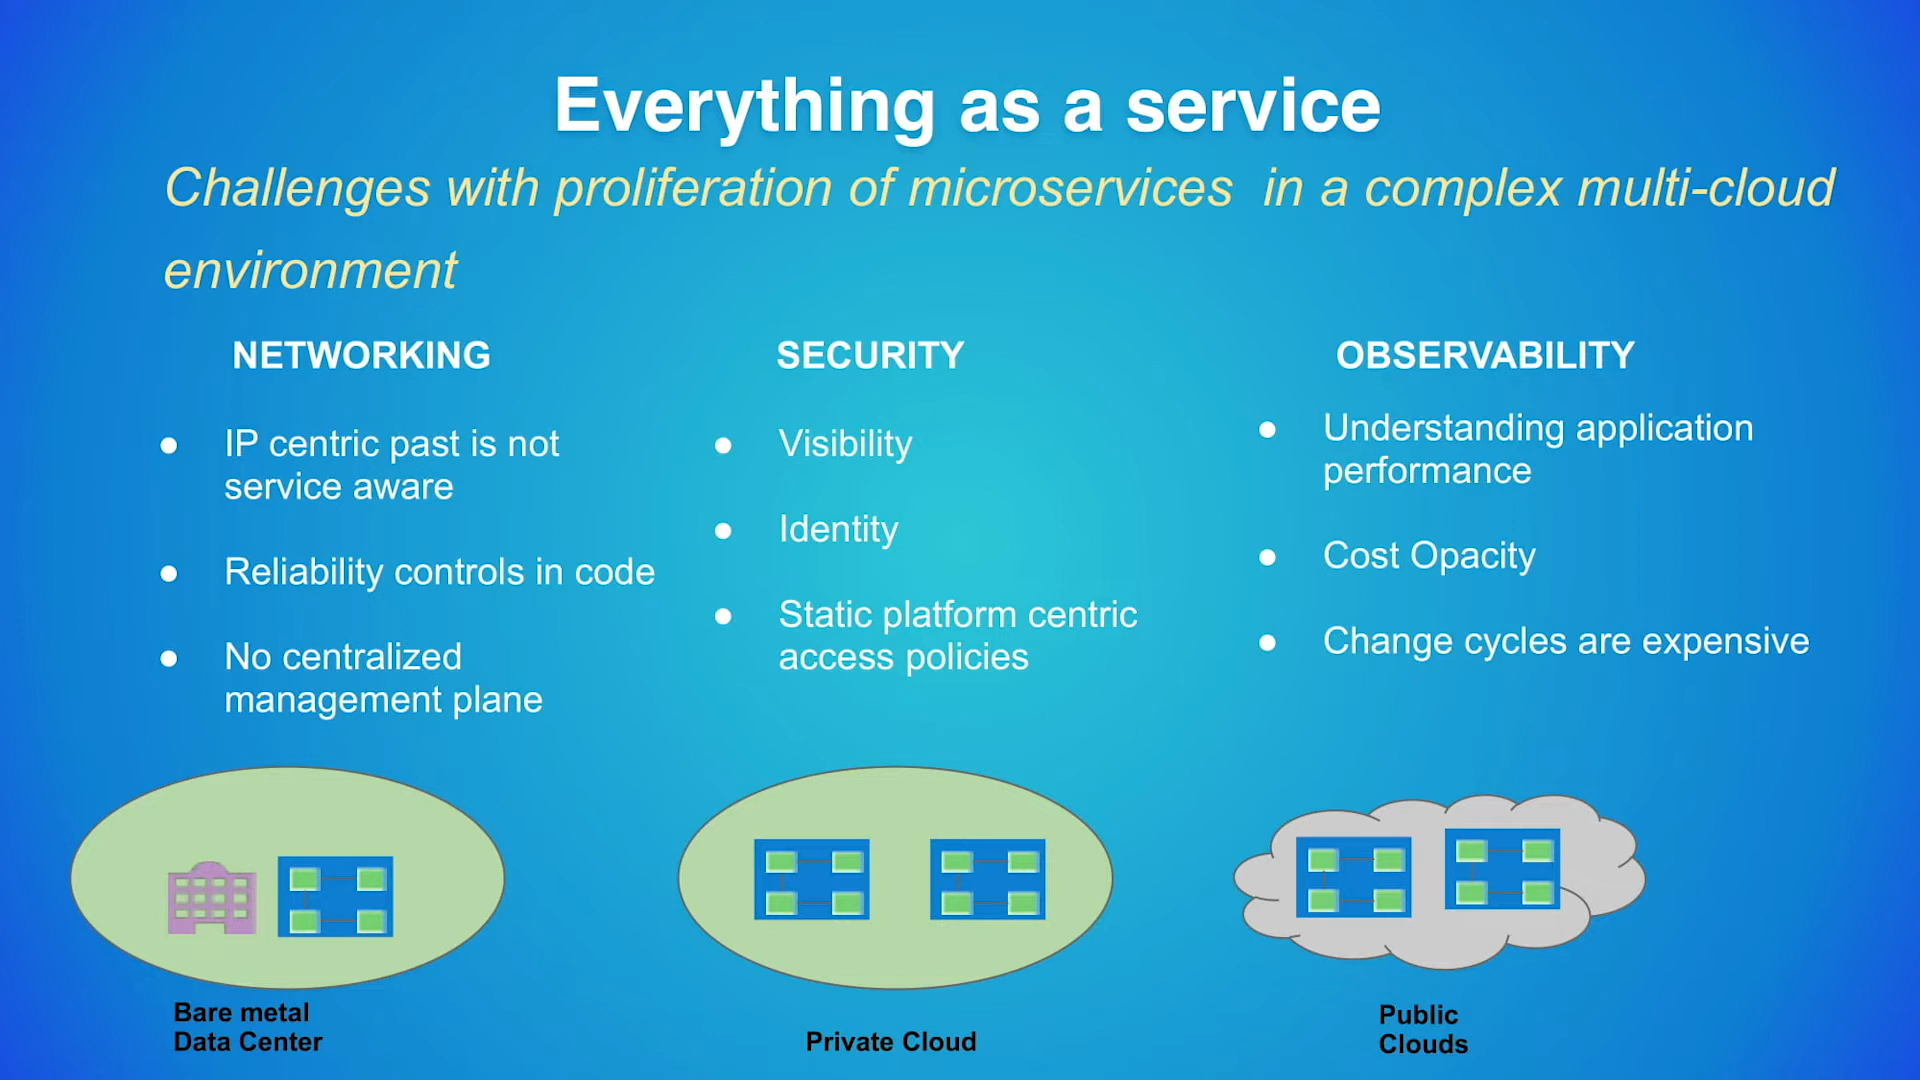 Everything as a service
Challenges with proliferation of microservices in a complex multi-cloud
environment
NETWORKING
● IP centric past is not
service aware
● Reliability controls in code
● No centralized
management plane
SECURITY
● Visibility
● Identity
● Static platform centric
access policies
OBSERVABILITY
● Understanding application
performance
● Cost Opacity
● Change cycles are expensive
Bare metal
Data Center
Private Cloud
Public
Clouds